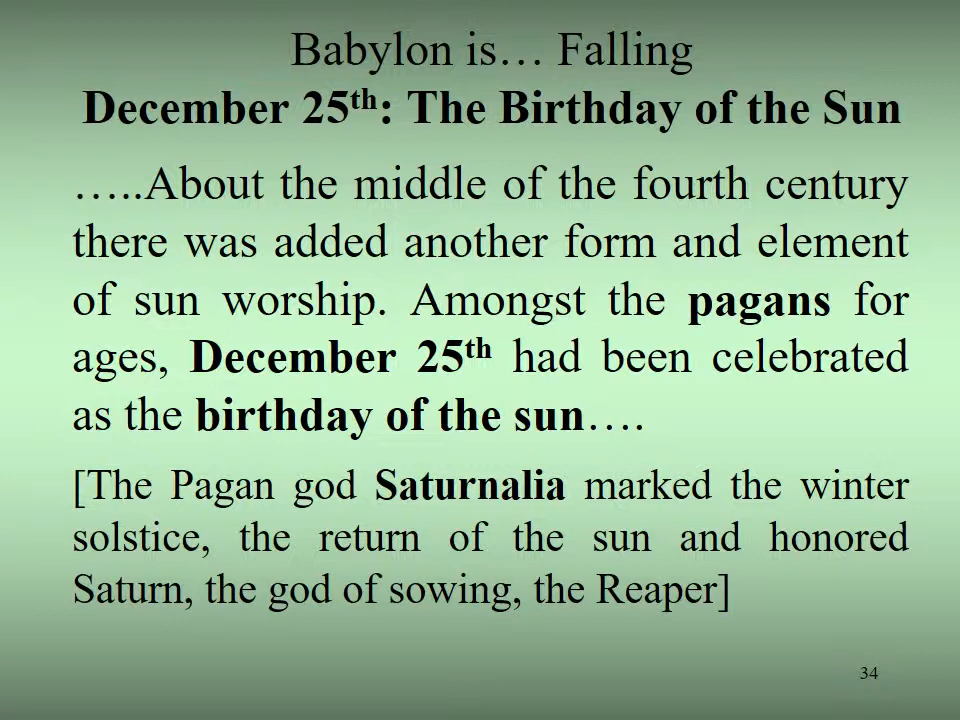 Babylon is… Falling
December 25th: The Birthday of the Sun
…..About the middle of the fourth century
there was added another form and element
of sun worship. Amongst the pagans for
ages, December 25th had been celebrated
as the birthday of the sun….
[The Pagan god Saturnalia marked the winter
solstice, the return of the sun and honored
Saturn, the god of sowing, the Reaper]
34